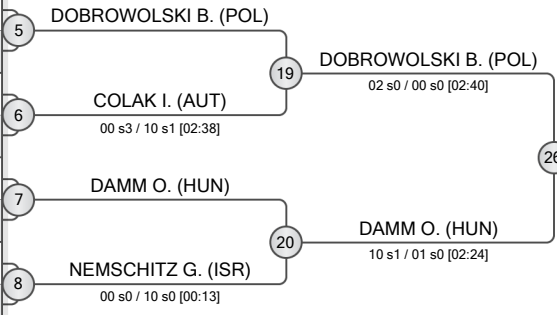 DOBROWOLSKI B. (POL)
5
19
DOBROWOLSKI B. (POL)
02 s0 / 00 s0 [02:40]
COLAK I. (AUT)
6
00 s3 / 10 s1 [02:38]
26
DAMM O. (HUN)
7
20
DAMM O. (HUN)
10 s1 / 01 s0 [02:24]
NEMSCHITZ G. (ISR)
8
00 s0 / 10 s0 [00:13]